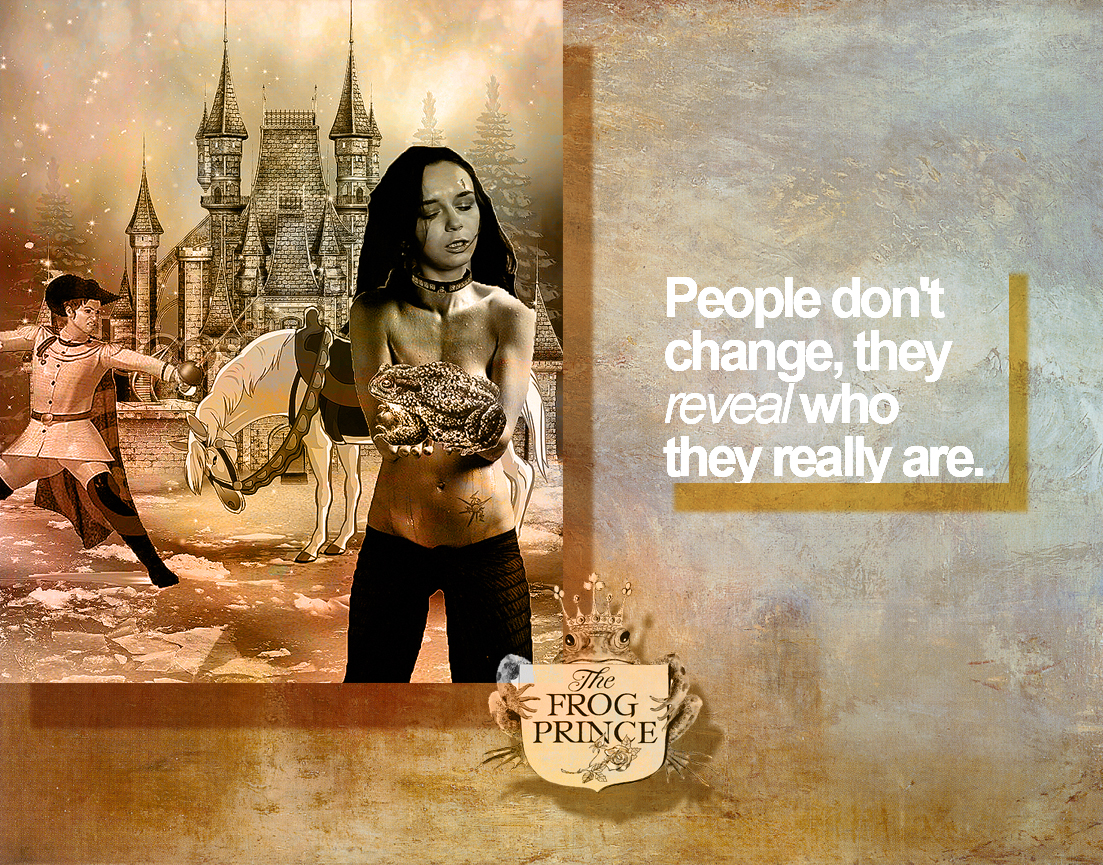 People don't
change, they
reveal who
they really are.
The
FROG
PRINCE